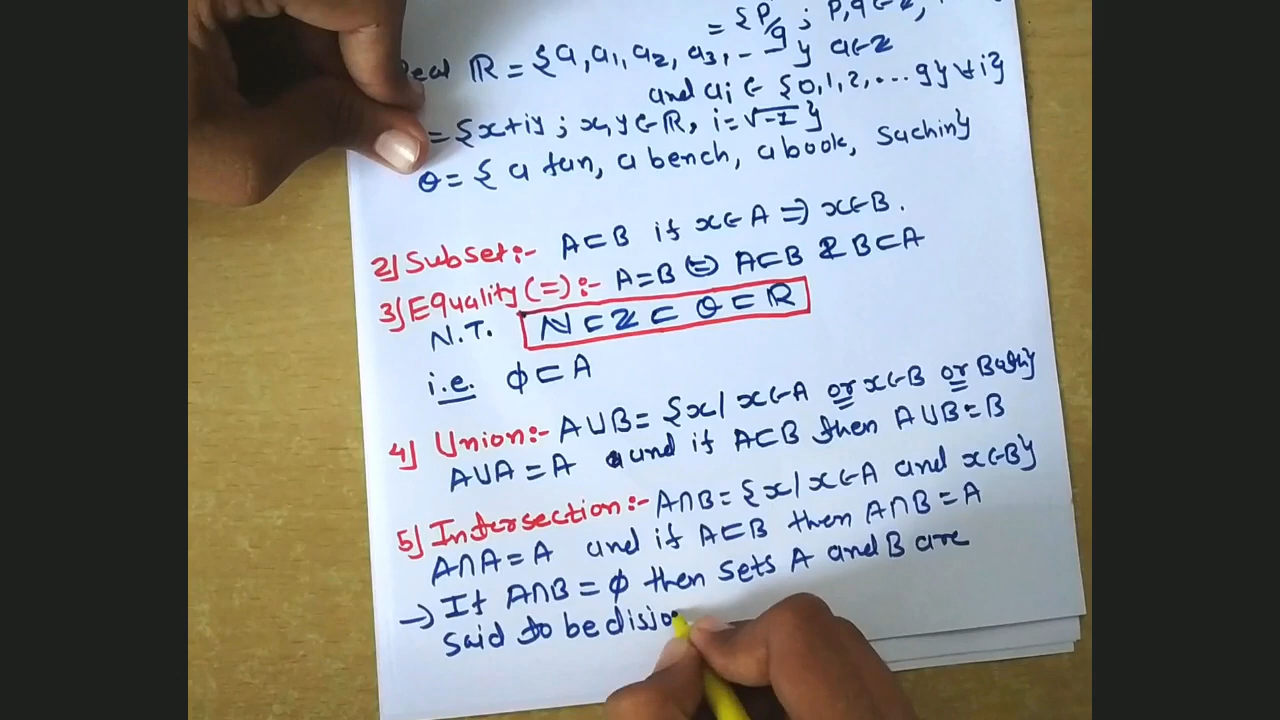 = {P/q ; P,q ∈ Z,
Real ℝ = {a, a₁, a₂, a₃, - - } a∈Z
and aᵢ ∈ {0,1,2, ... 9} ∀ i}
= {x+iy ; x,y∈ℝ, i=√-1}
Q = { a fan, a bench, a book, Sachin}
2) Subset:- A⊂B if x∈A ⇒ x∈B.
3) Equality (=) :- A=B ⇔ A⊂B & B⊂A
N.T. ℕ⊂ℤ⊂ Q⊂ℝ
i.e. ϕ⊂A
4) Union:- A∪B= {x/ x∈A or x∈B or Both}
A∪A = A and if A⊂B then A∪B=B
5) Intersection:- A∩B= {x/ x∈A and x∈B}
A∩A = A and if A⊂B then A∩B = A
→ If A∩B = ϕ then sets A and B are
said to be disjo